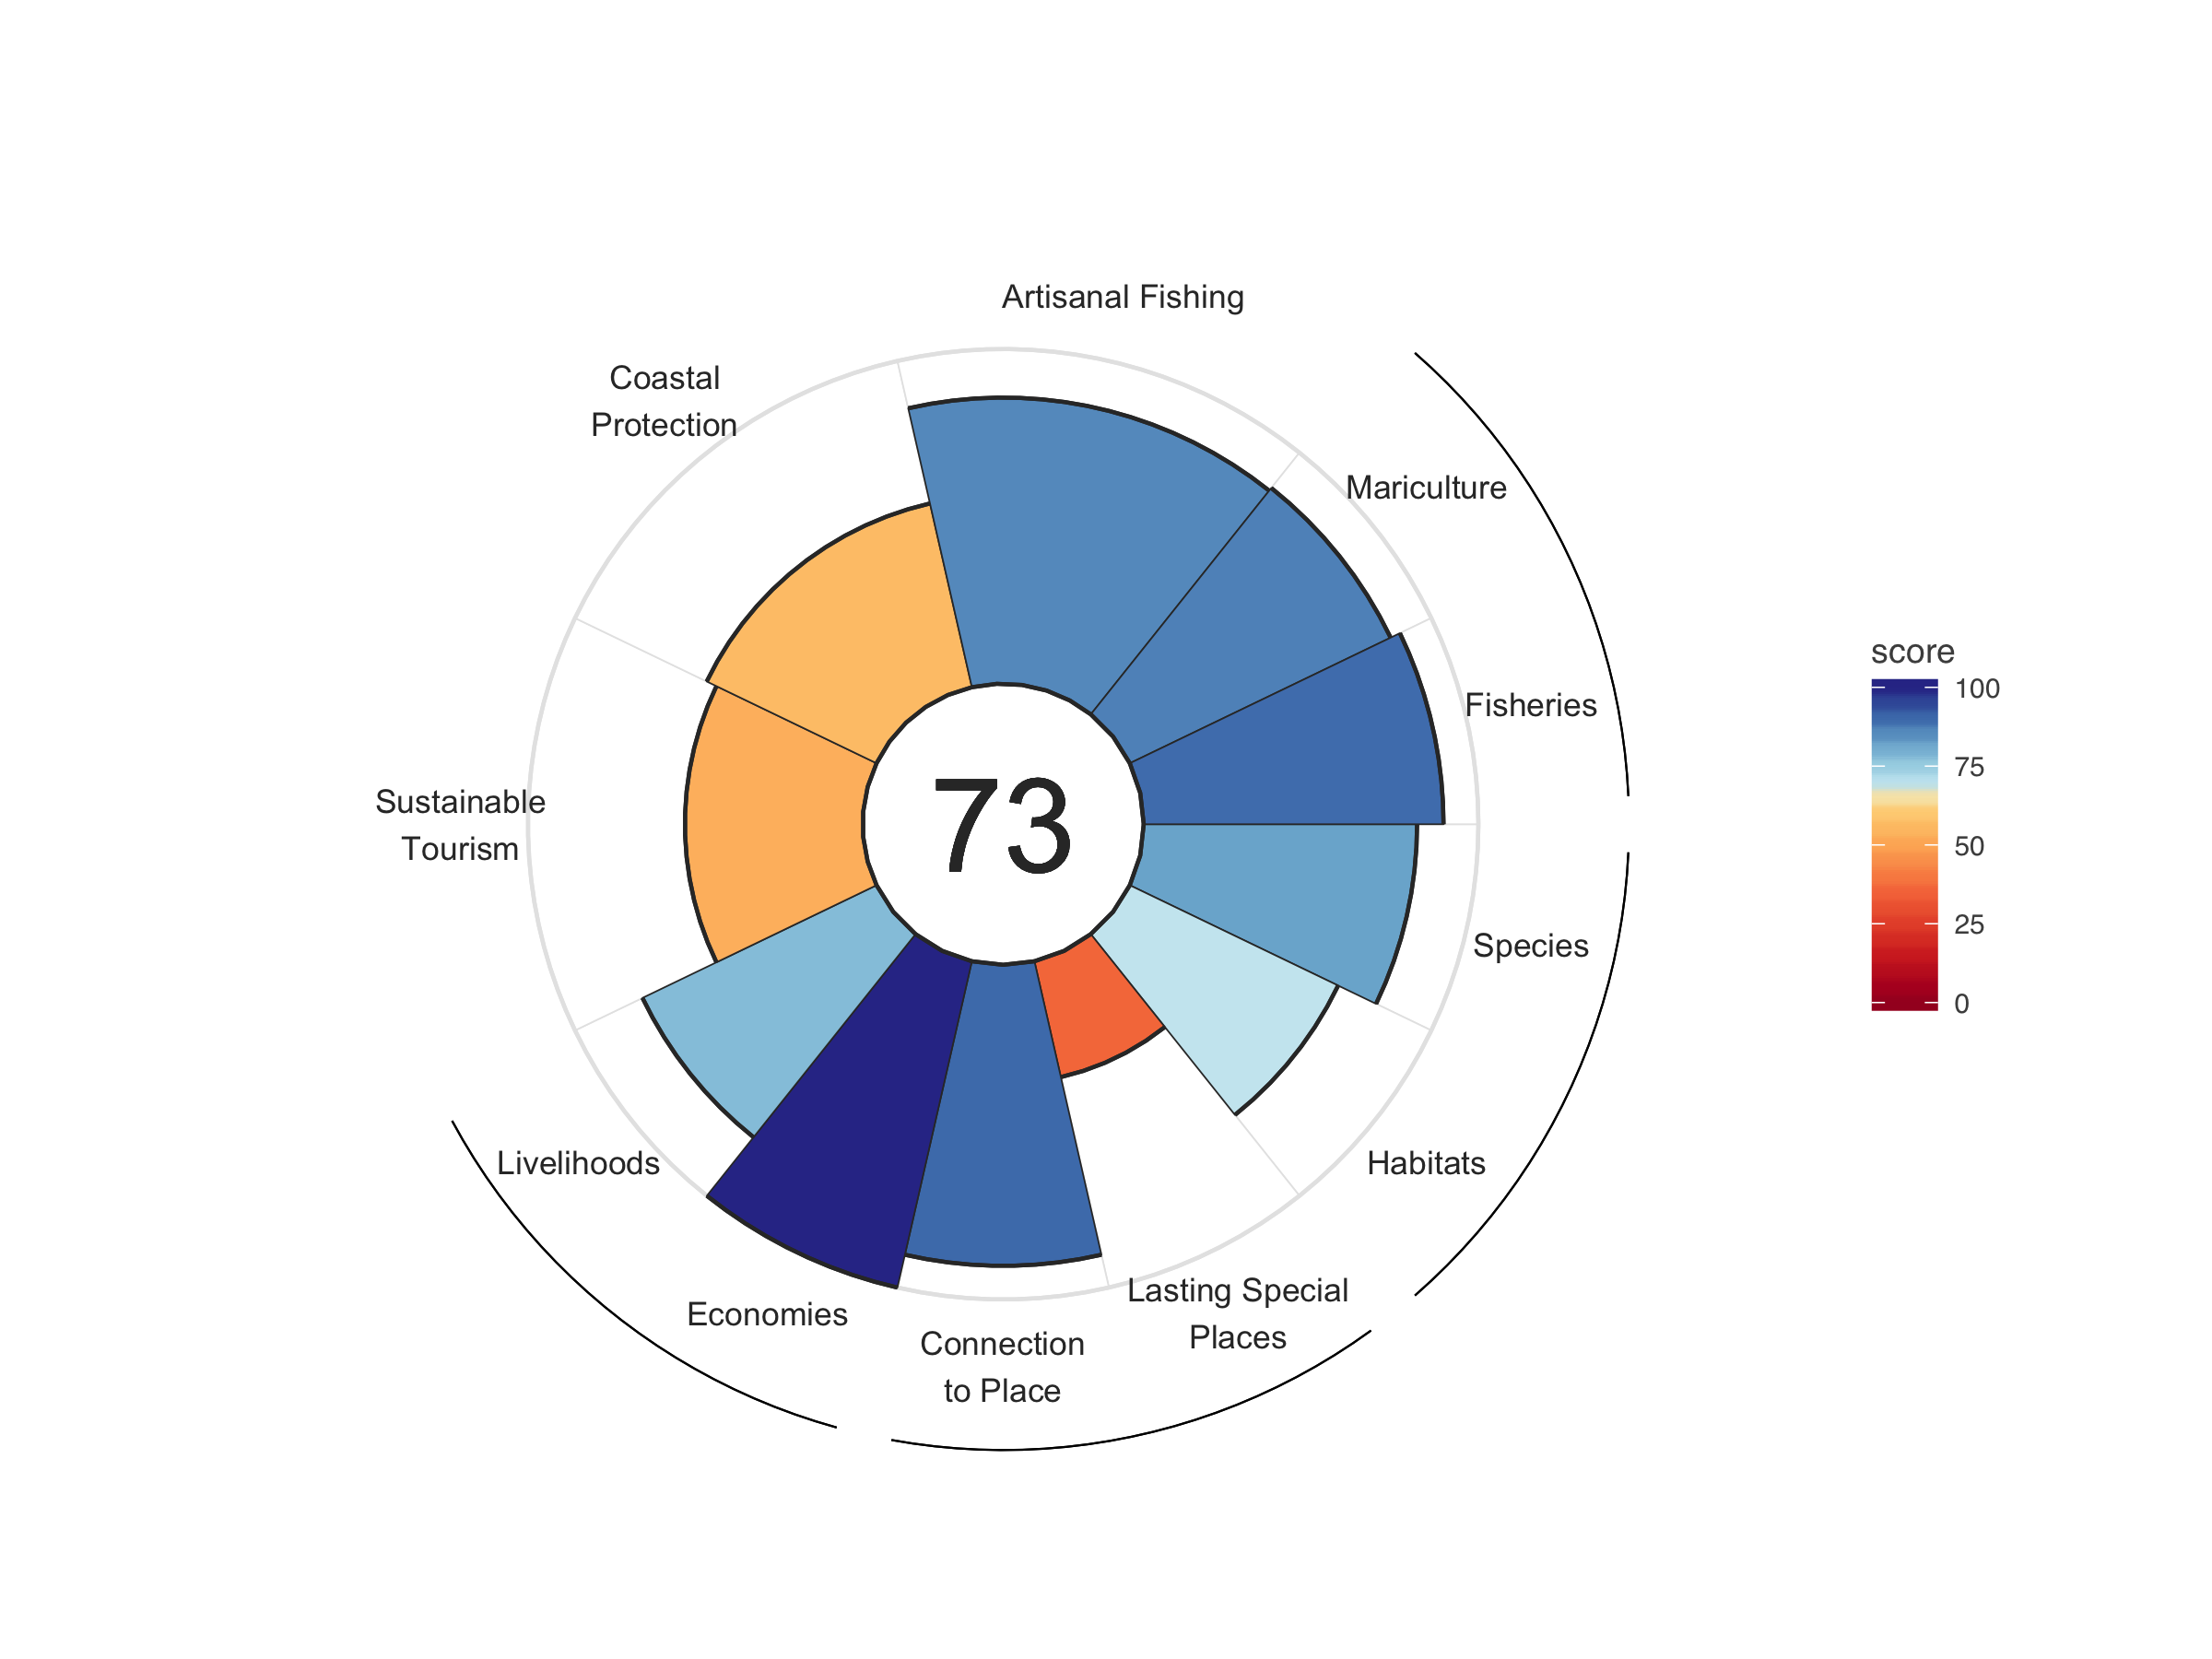 Artisanal Fishing
Coastal
Protection
Mariculture
Fisheries
score
100
75
50
25
0
73
Sustainable
Tourism
Species
Livelihoods
Habitats
Economies
Lasting Special
Places
Connection
to Place